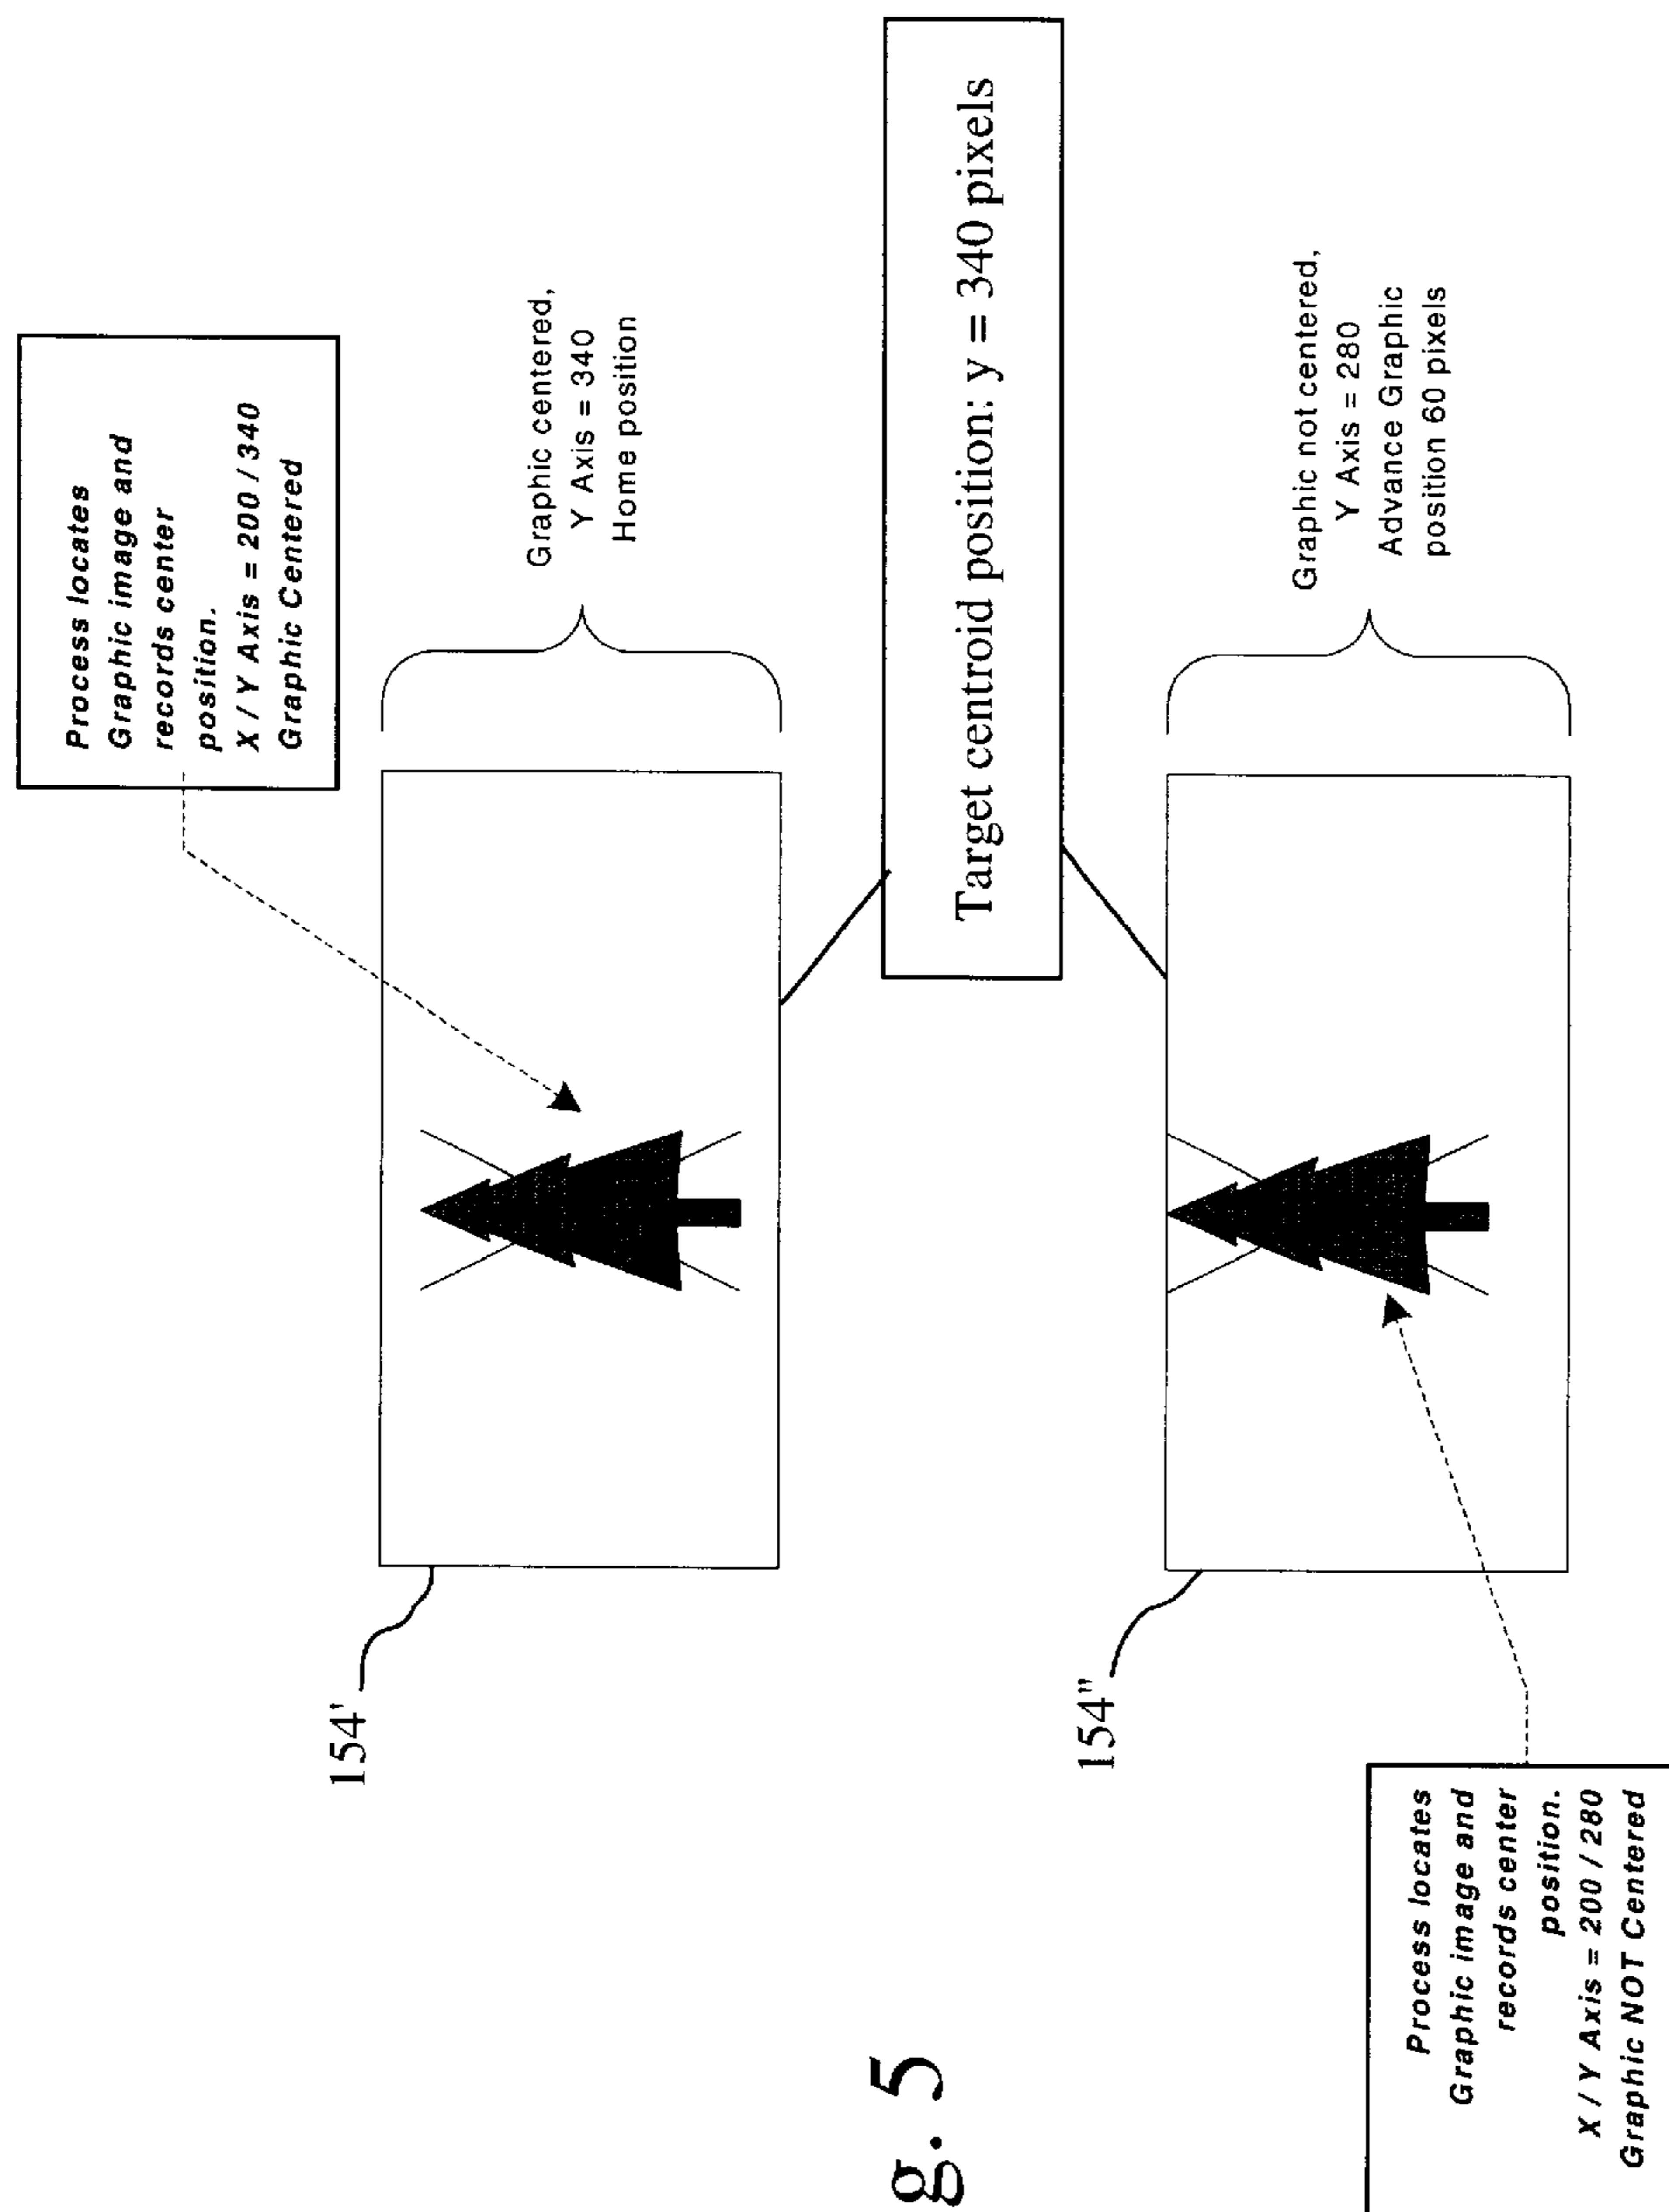 Process locates
Graphic image and
records center
position.
X / Y Axis = 200 / 340
Graphic Centered
154'
Graphic centered,
Y Axis = 340
Home position
Target centroid position: y = 340 pixels
154"
Graphic not centered,
Y Axis = 280
Advance Graphic
position 60 pixels
Process locates
Graphic image and
records center
position.
X / Y Axis = 200 / 280
Graphic NOT Centered
g. 5